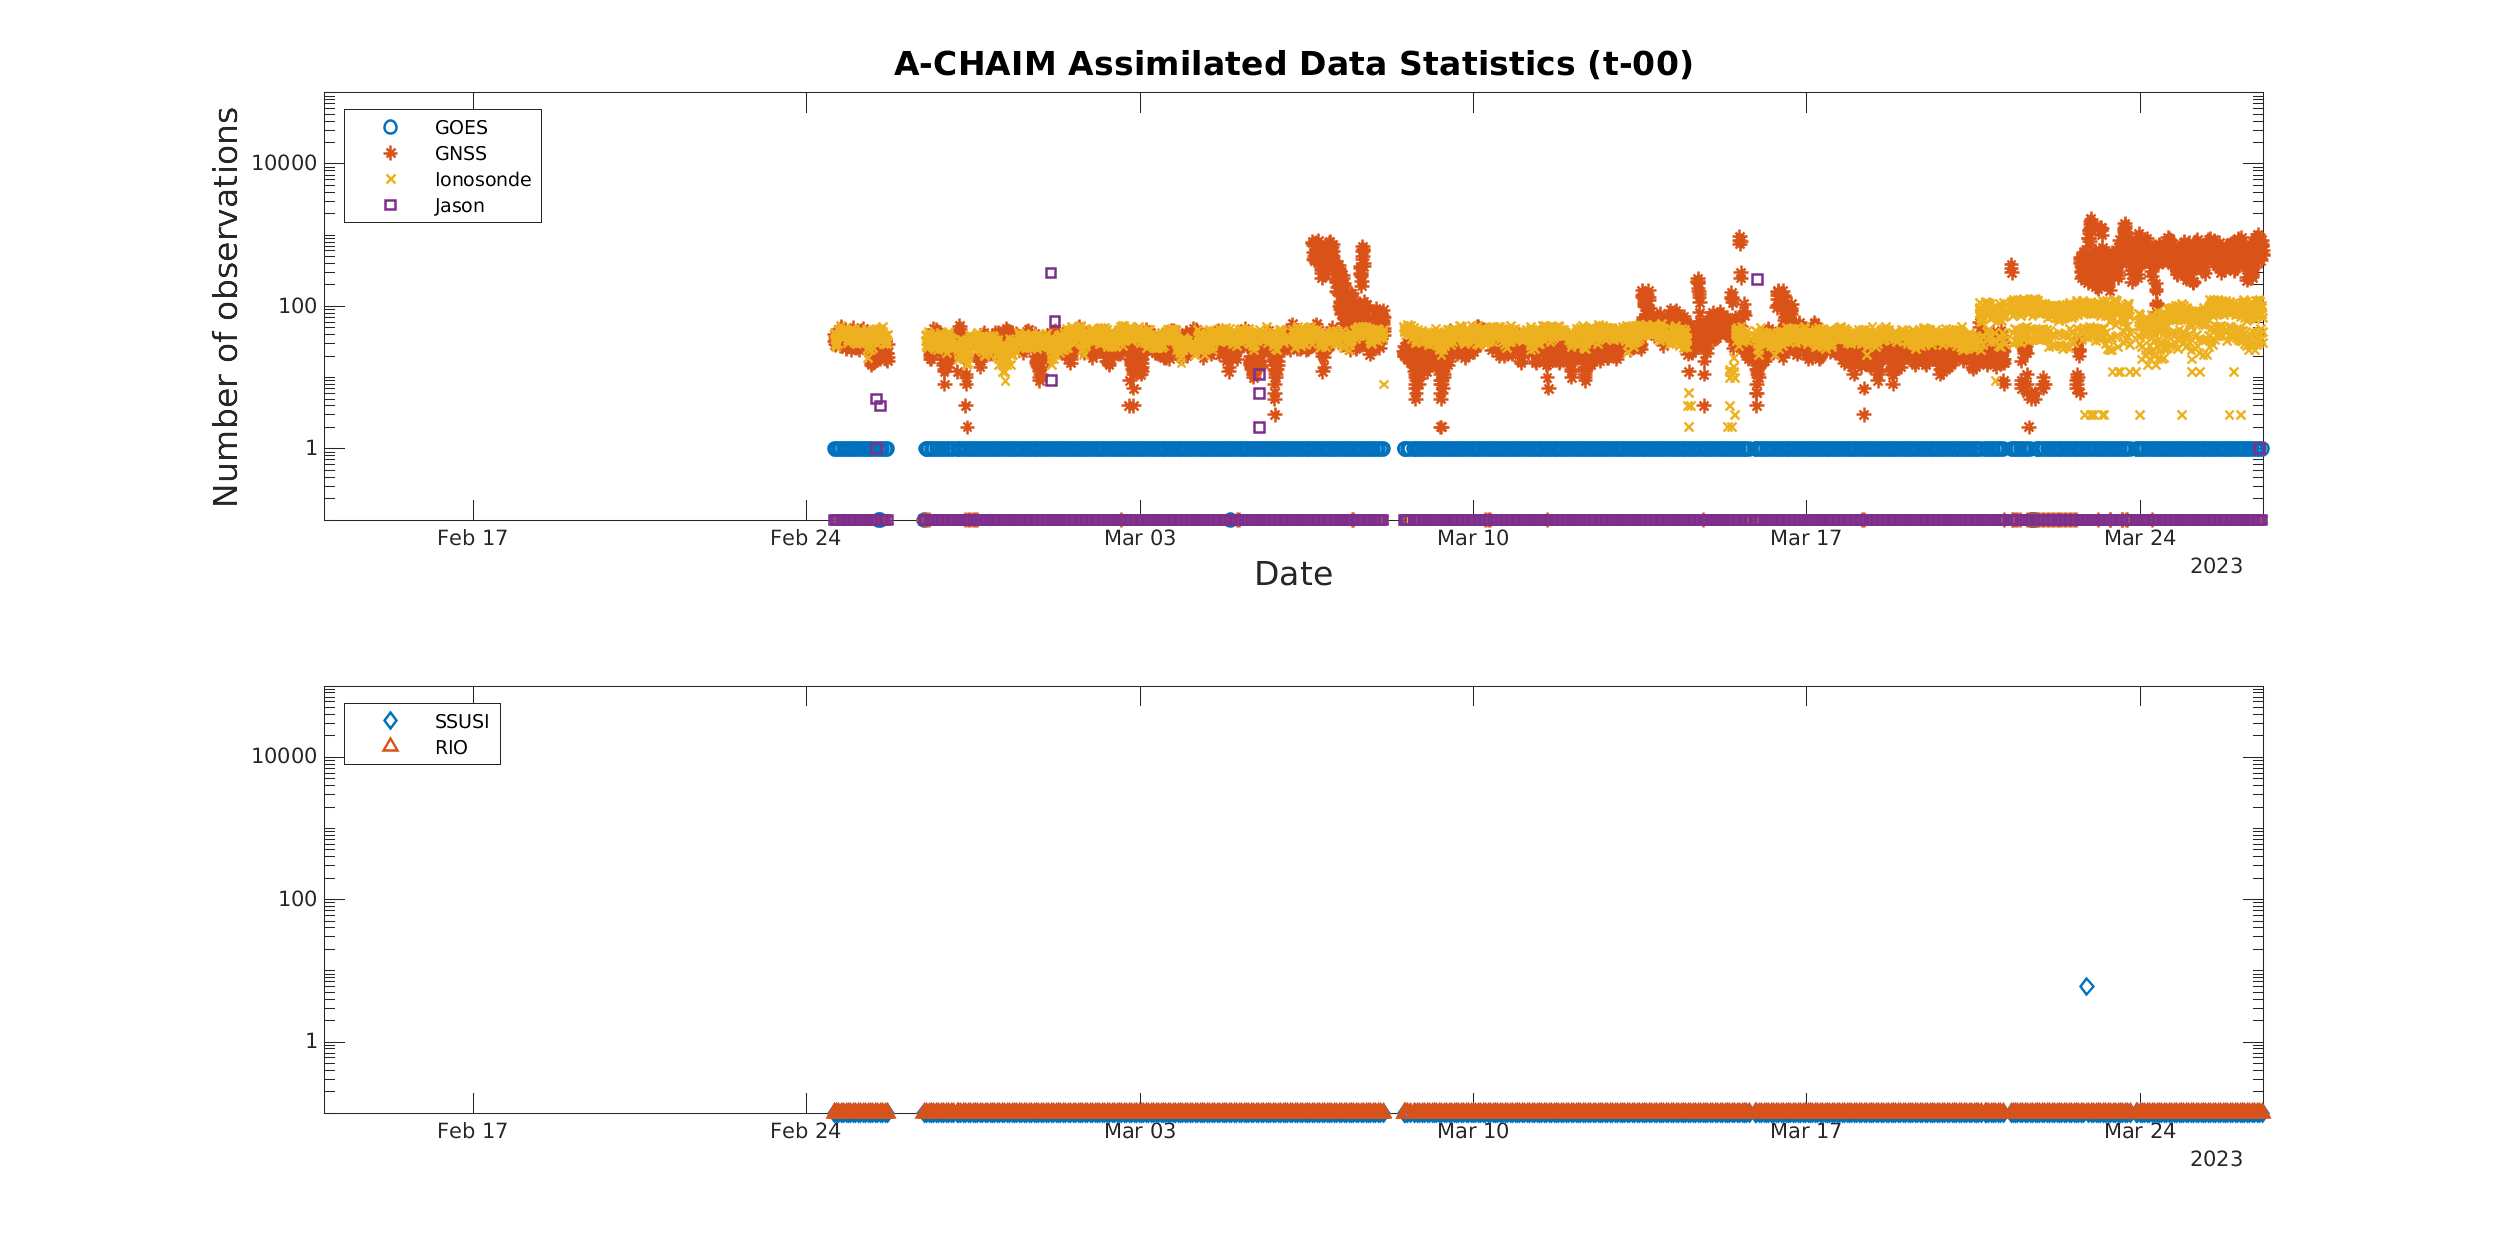 A-CHAIM Assimilated Data Statistics (t-00)
Number of observations
10000
100
1
GOES
GNSS
Ionosonde
Jason
Feb 17
Feb 24
Mar 03
Mar 10
Mar 17
Mar 24
2023
Date
10000
100
1
SSUSI
RIO
Feb 17
Feb 24
Mar 03
Mar 10
Mar 17
Mar 24
2023